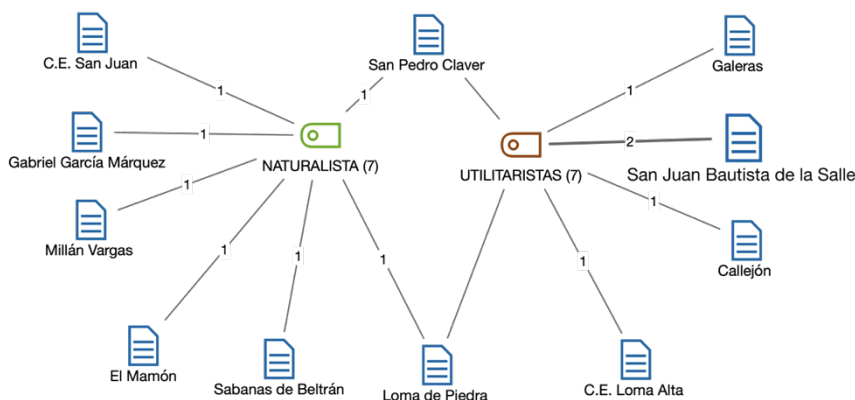 C.E. San Juan
San Pedro Claver
Galeras
1
1
1
Gabriel García Márquez
1
NATURALISTA (7)
UTILITARISTAS (7)
2
San Juan Bautista de la Salle
1
1
Millán Vargas
Callejón
1
1
1
1
El Mamón
Sabanas de Beltrán
Loma de Piedra
C.E. Loma Alta